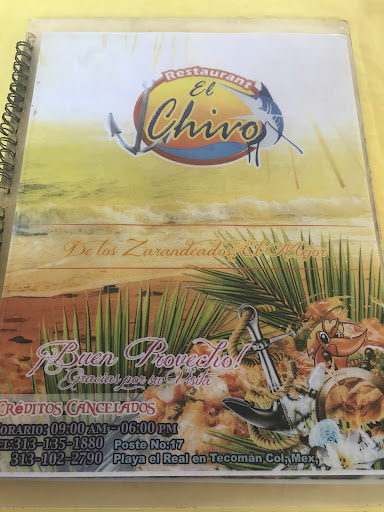 Restaurant
El
Chivo
De los Zarandeados, El Mejor
¡Buen Provecho!
Gracias por su Visita
CRéDITOS CANCELADOS
HORARIO: 09:00 AM ~ 06:00 PM
TEL:313-135-1880 Poste No:17
313-102-2790 Playa el Real en Tecomán Col, Mex,